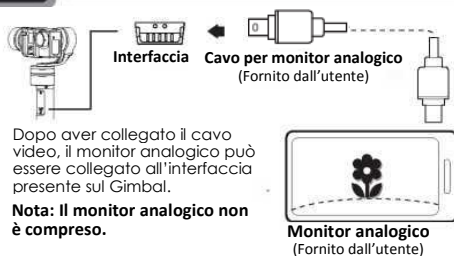 Interfaccia
Cavo per monitor analogico
(Fornito dall'utente)
Dopo aver collegato il cavo
video, il monitor analogico può
essere collegato all'interfaccia
presente sul Gimbal.
Nota: Il monitor analogico non
è compreso.
Monitor analogico
(Fornito dall'utente)